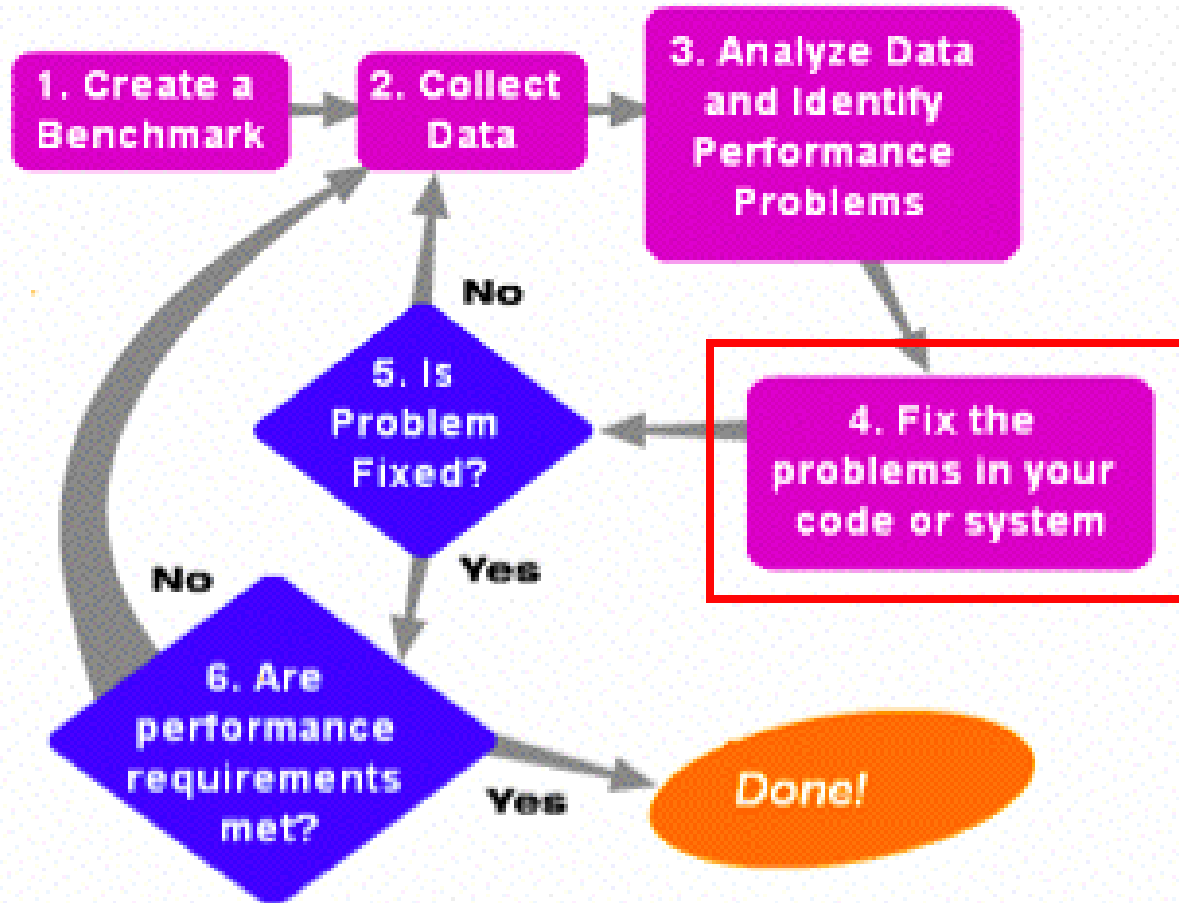 1. Create a
Benchmark
2. Collect
Data
3. Analyze Data
and Identify
Performance
Problems
4. Fix the
problems in your
code or system
5. Is
Problem
Fixed?
No
Yes
6. Are
performance
requirements
met?
No
Yes
Done!